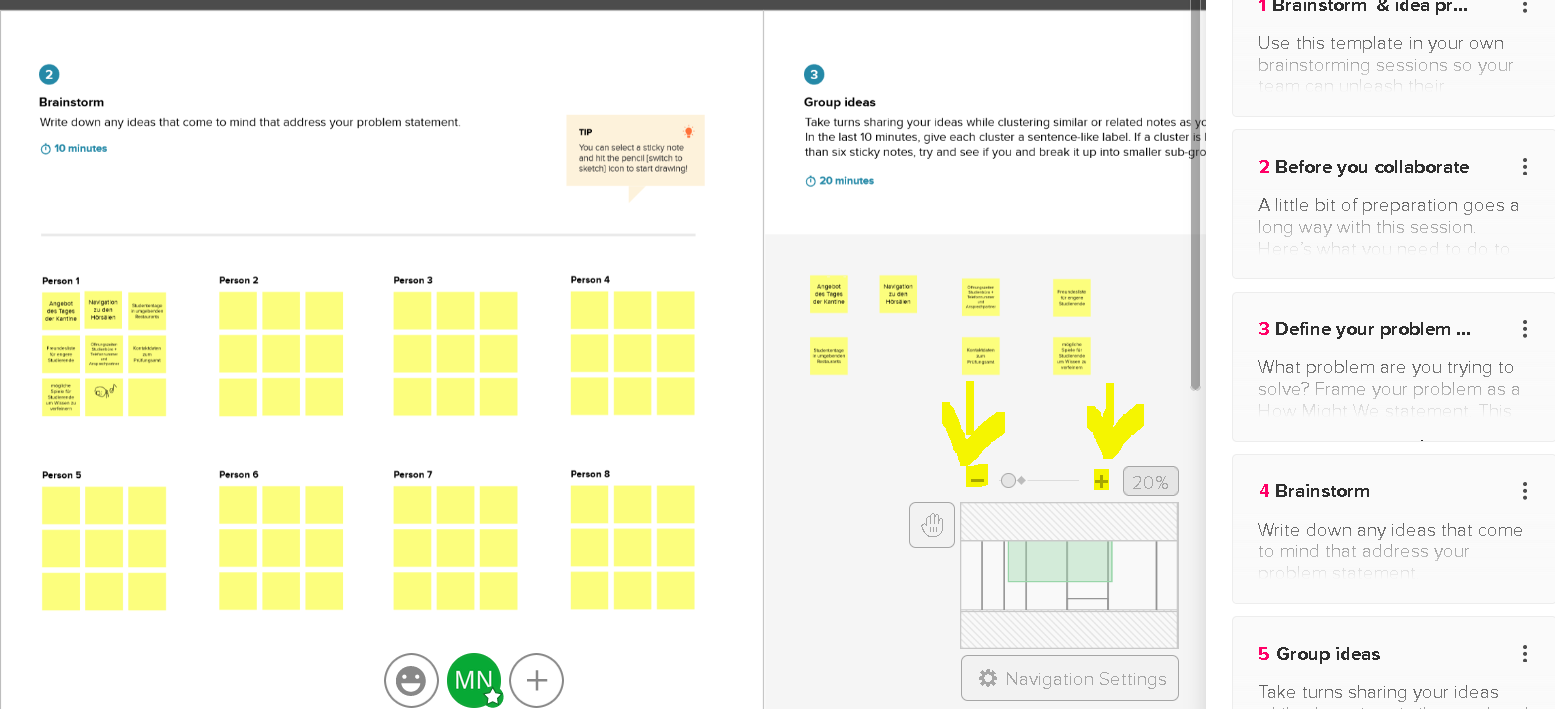 2
Brainstorm
Write down any ideas that come to mind that address your problem statement.
10 minutes
TIP
You can select a sticky note
and hit the pencil [switch to
sketch] icon to start drawing!
Person 1
Angebot
des Tages
der Kantine
Navigation
zu den
Hörsälen
Studententage
in umgebenden
Restaurants
Freundesliste
für engere
Studierende
Öffnungszeiten
und
Ansprechpartner
Kontaktdaten
zum
Prüfungsamt
mögliche
Spiele für
Studierende
um Wissen zu
verfeinern
Person 2
Person 3
Person 4
Person 5
Person 6
Person 7
Person 8
MN
3
Group ideas
Take turns sharing your ideas while clustering similar or related notes as
In the last 10 minutes, give each cluster a sentence-like label. If a cluster is
than six sticky notes, try and see if you and break it up into smaller
20 minutes
Angebot
des Tages
der Kantine
Navigation
zu den
Hörsälen
Öffnungszeiten
und
Ansprechpartner
Freundesliste
für engere
Studierende
Studententage
in umgebenden
Restaurants
Kontaktdaten
zum
Prüfungsamt
mögliche
Spiele für
Studierende
um Wissen zu
verfeinern
20%
Navigation Settings
1 Brainstorm & idea pr...
Use this template in your own
brainstorming sessions so your
team can unleash their
2 Before you collaborate
A little bit of preparation goes a
long way with this session.
Here's what you need to do to
3 Define your problem ...
What problem are you trying to
solve? Frame your problem as a
How Might We statement. This
4 Brainstorm
Write down any ideas that come
to mind that address your
problem statement.
5 Group ideas
Take turns sharing your ideas